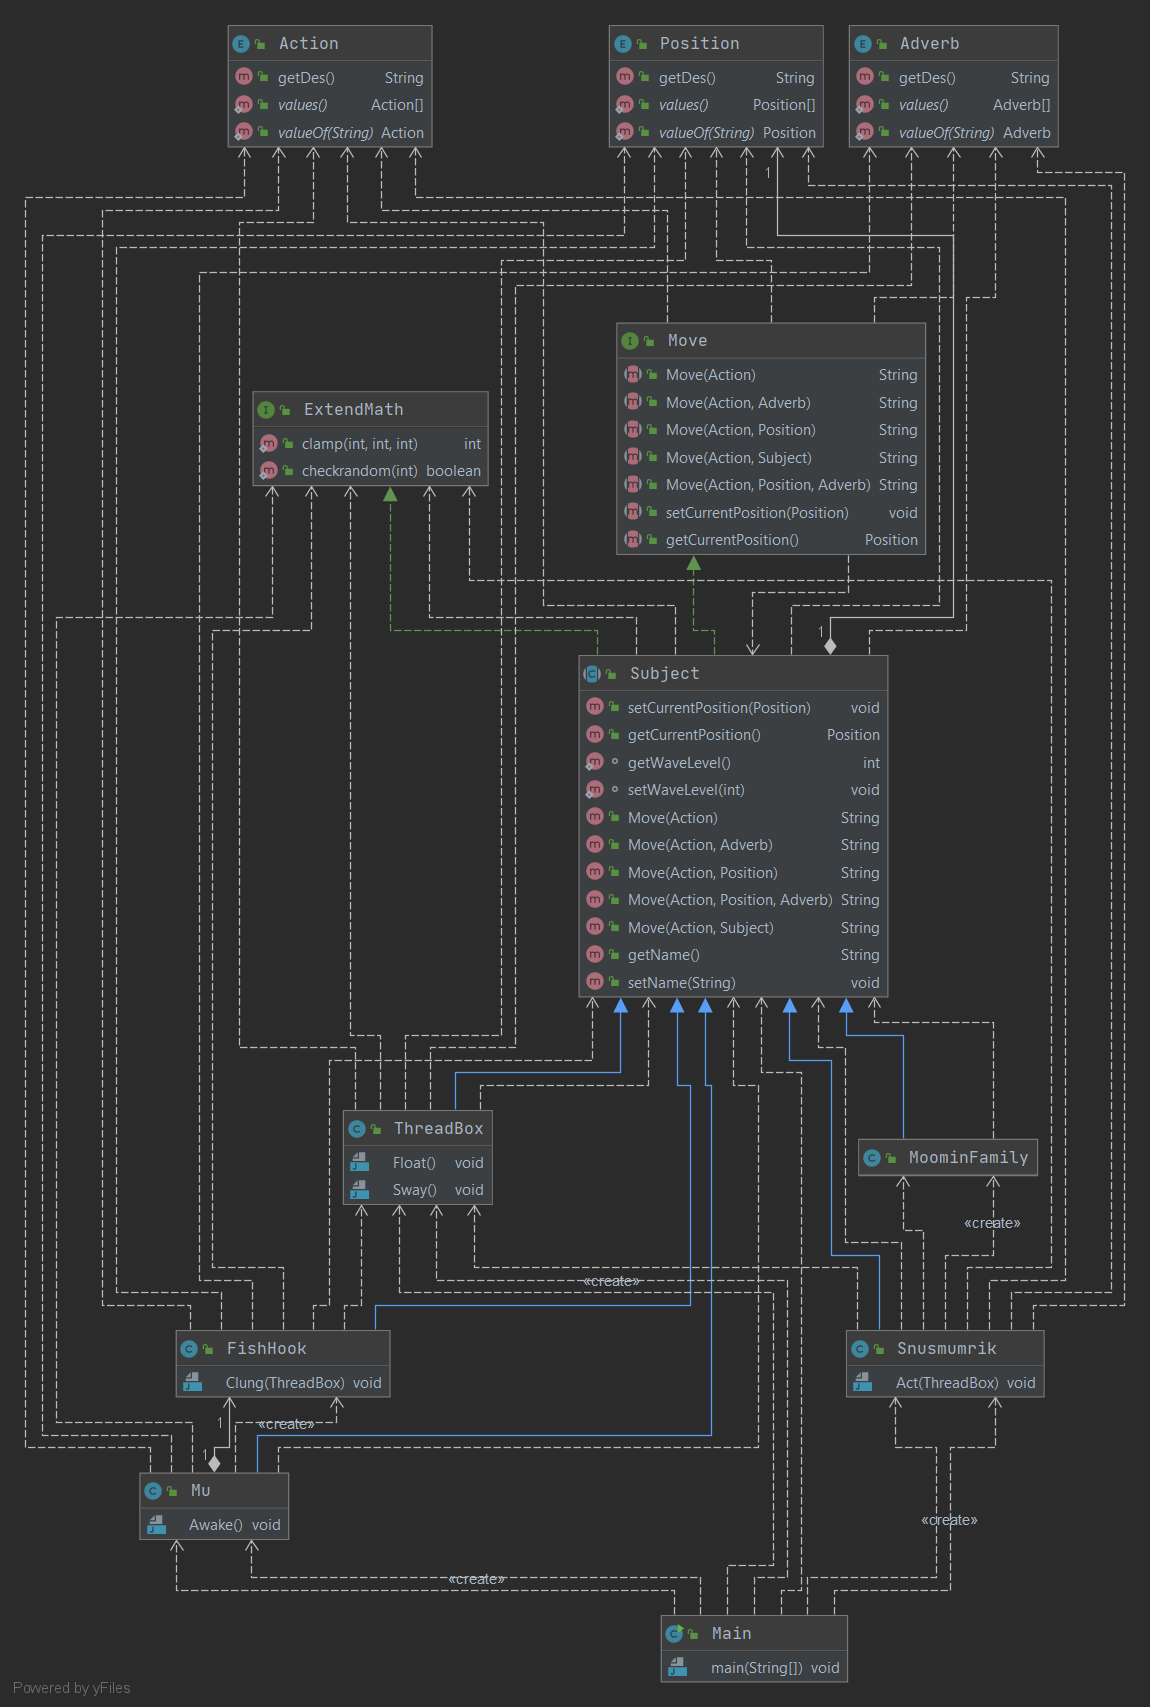 Action
getDes() String
values() Action[]
valueOf(String) Action
Position
getDes() String
values() Position[]
valueOf(String) Position
Adverb
getDes() String
values() Adverb[]
valueOf(String) Adverb
1
Move
Move(Action) String
Move(Action, Adverb) String
Move(Action, Position) String
Move(Action, Subject) String
Move(Action, Position, Adverb) String
setCurrentPosition(Position) void
getCurrentPosition() Position
ExtendMath
clamp(int, int, int) int
checkrandom(int) boolean
1
Subject
setCurrentPosition(Position) void
getCurrentPosition() Position
getWaveLevel() int
setWaveLevel(int) void
Move(Action) String
Move(Action, Adverb) String
Move(Action, Position) String
Move(Action, Position, Adverb) String
Move(Action, Subject) String
getName() String
setName(String) void
ThreadBox
Float() void
Sway() void
MoominFamily
«create»
«create»
FishHook
Clung(ThreadBox) void
Snusmumrik
Act(ThreadBox) void
1
«create»
1
Mu
Awake() void
«create»
«create»
Main
main(String[]) void
Powered by yFiles